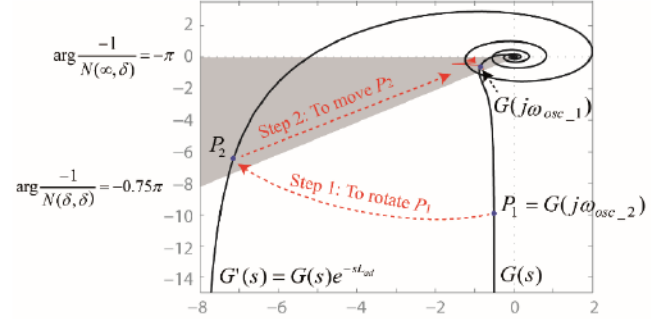 2
0
−2
−4
−6
−8
−10
−12
−14
−8
−6
−4
−2
0
2
arg −1/N(∞,δ) = −π
arg −1/N(δ,δ) = −0.75π
Step 2: To move P₂
G(jω_osc_1)
P₂
Step 1: To rotate P₁
P₁ = G(jω_osc_2)
G'(s) = G(s)e^{-sL_ad}
G(s)